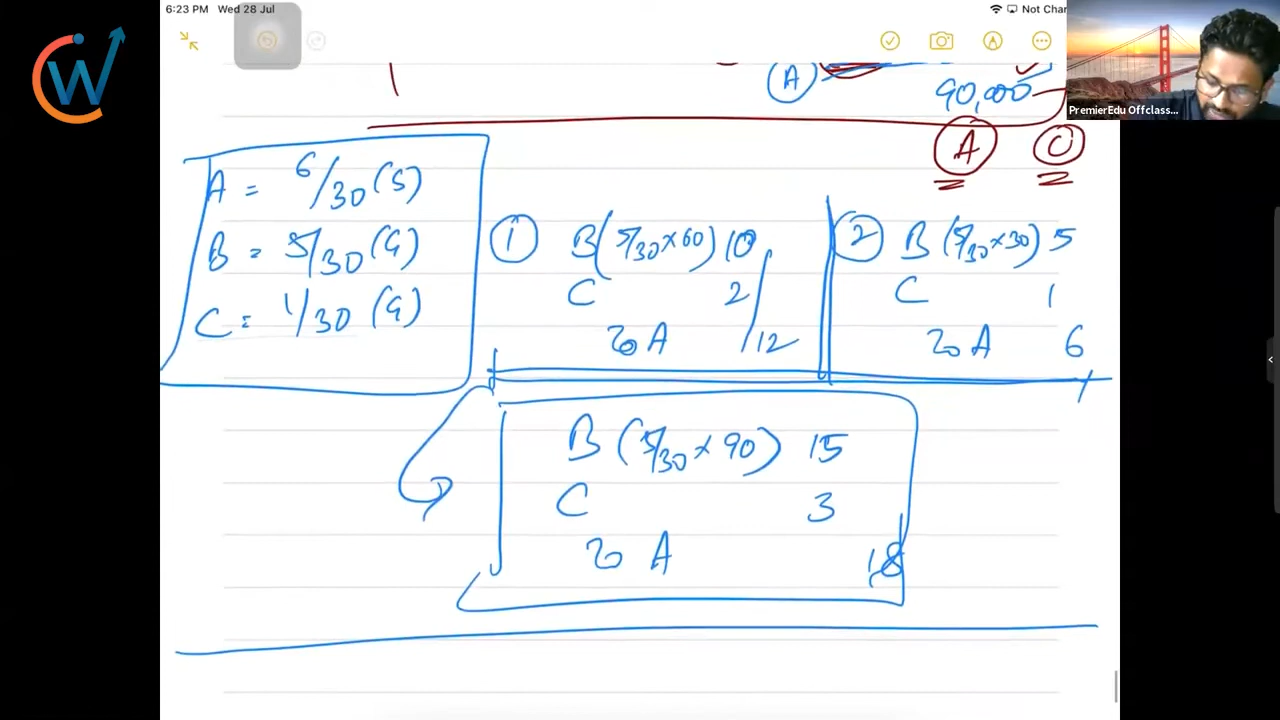 6:23 PM Wed 28 Jul
Not Char
CW
PremierEdu Offclass...
A
90,000
A
C
A = 6/30 (S)
B = 5/30 (G)
C = 1/30 (G)
① B (5/30 × 60) 10
C 2
To A 12
② B (5/30 × 30) 5
C 1
To A 6
B (5/30 × 90) 15
C 3
To A 18